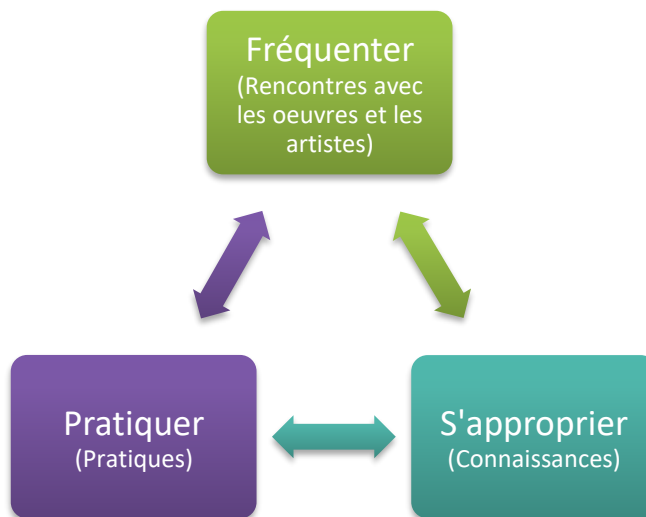 Fréquenter
(Rencontres avec
les oeuvres et les
artistes)
Pratiquer
(Pratiques)
S'approprier
(Connaissances)